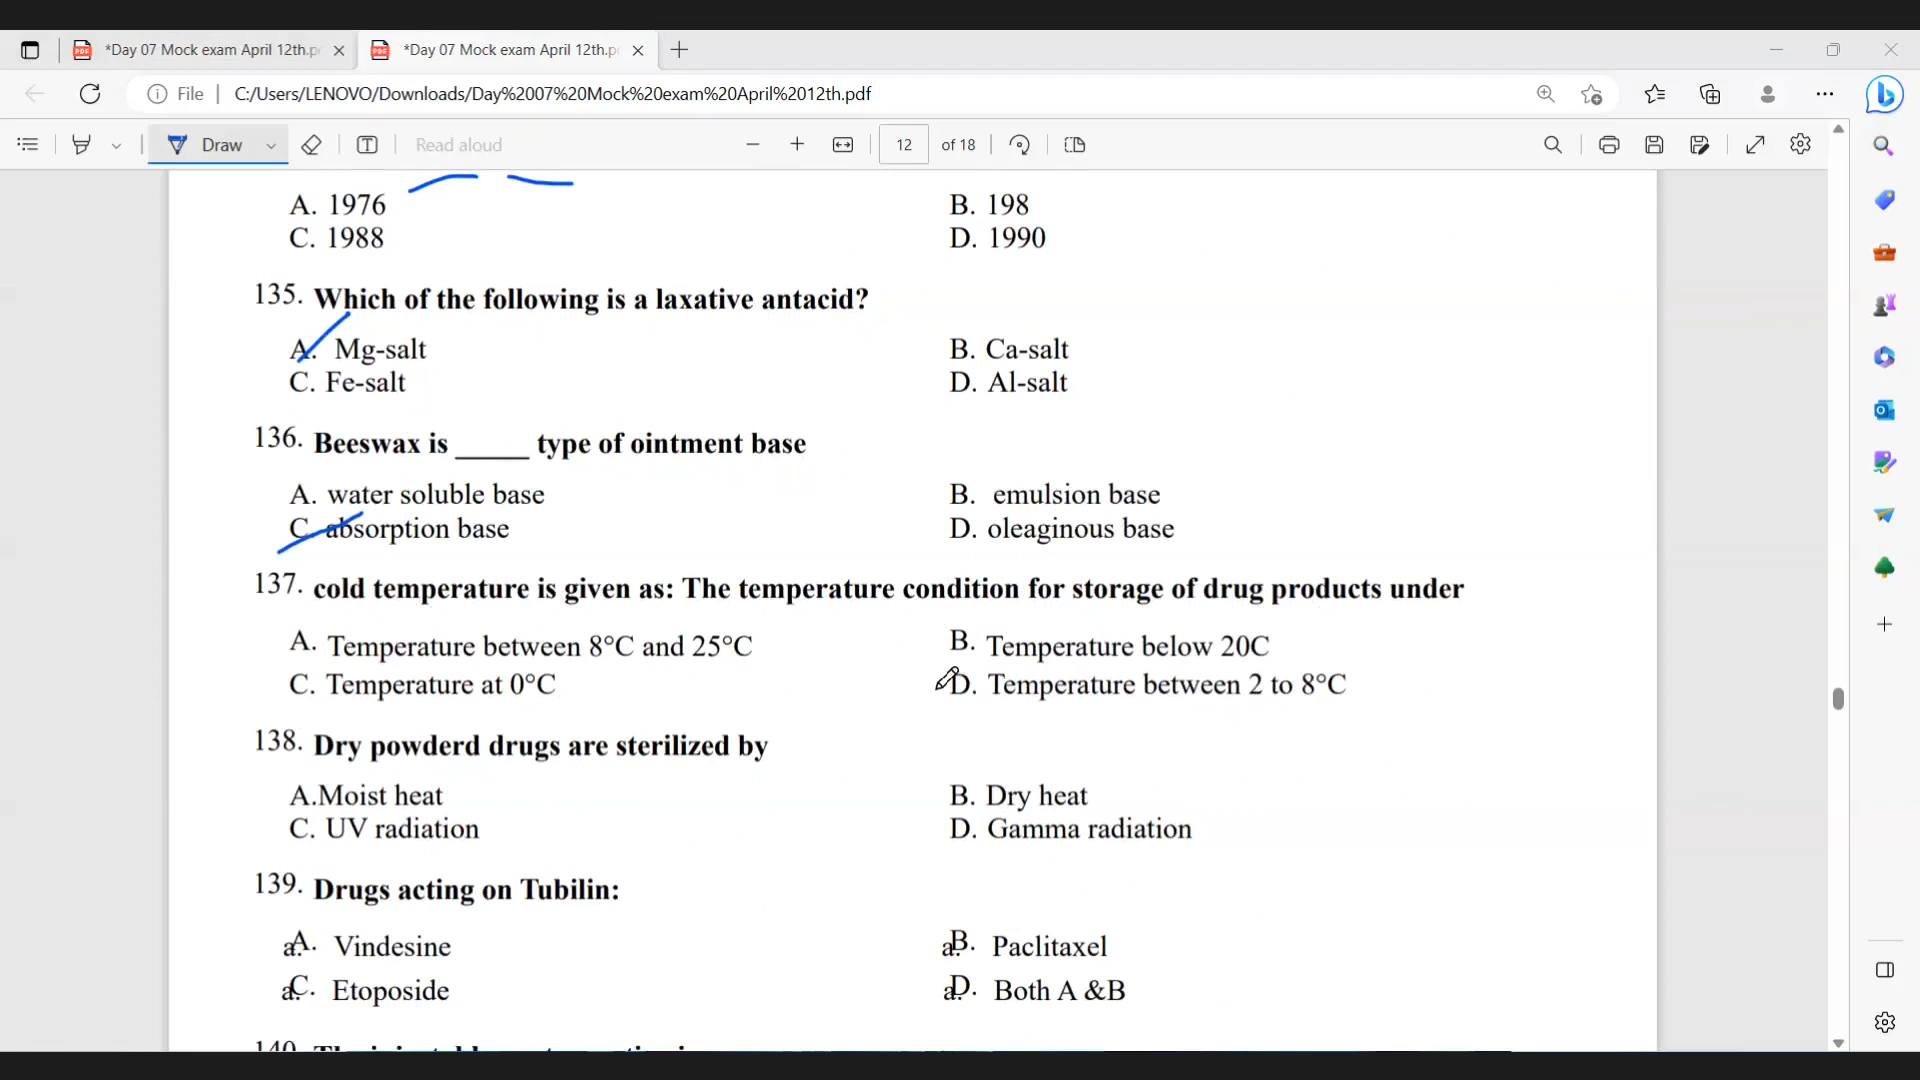 *Day 07 Mock exam April 12th.p
*Day 07 Mock exam April 12th.p
File
C:/Users/LENOVO/Downloads/Day%2007%20Mock%20exam%20April%2012th.pdf
Draw
Read aloud
12 of 18
A. 1976 B. 198
C. 1988 D. 1990
135. Which of the following is a laxative antacid?
A. Mg-salt B. Ca-salt
C. Fe-salt D. Al-salt
136. Beeswax is _____ type of ointment base
A. water soluble base B. emulsion base
C. absorption base D. oleaginous base
137. cold temperature is given as: The temperature condition for storage of drug products under
A. Temperature between 8°C and 25°C B. Temperature below 20C
C. Temperature at 0°C D. Temperature between 2 to 8°C
138. Dry powderd drugs are sterilized by
A.Moist heat B. Dry heat
C. UV radiation D. Gamma radiation
139. Drugs acting on Tubilin:
a. A. Vindesine a. B. Paclitaxel
a. C. Etoposide a. D. Both A &B
140.